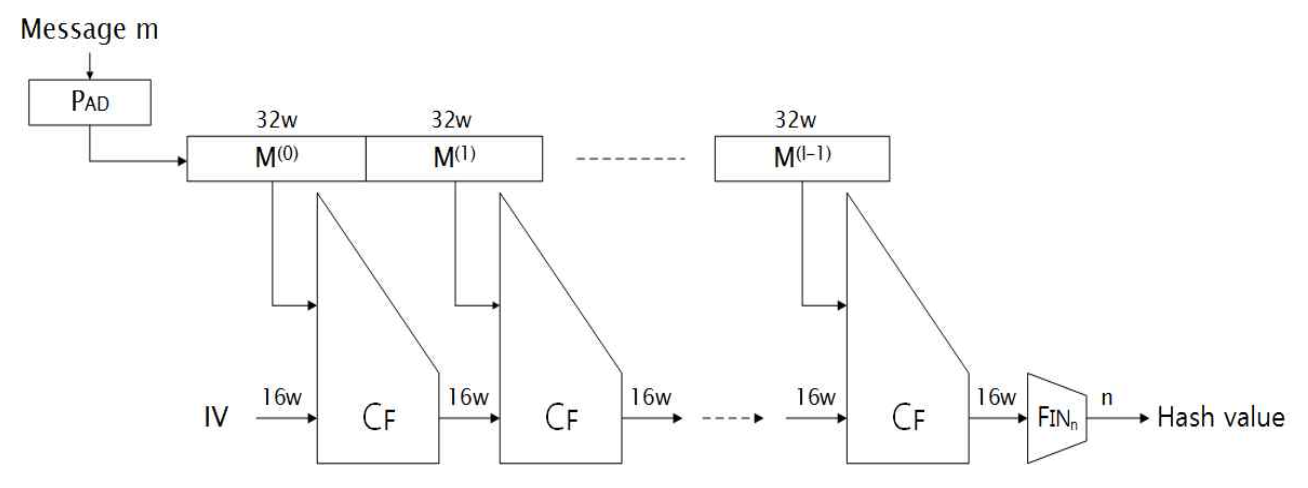 Message m
PAD
32w 32w 32w
M(0) M(1) M(l-1)
IV 16w CF 16w CF 16w 16w CF 16w FINn n Hash value